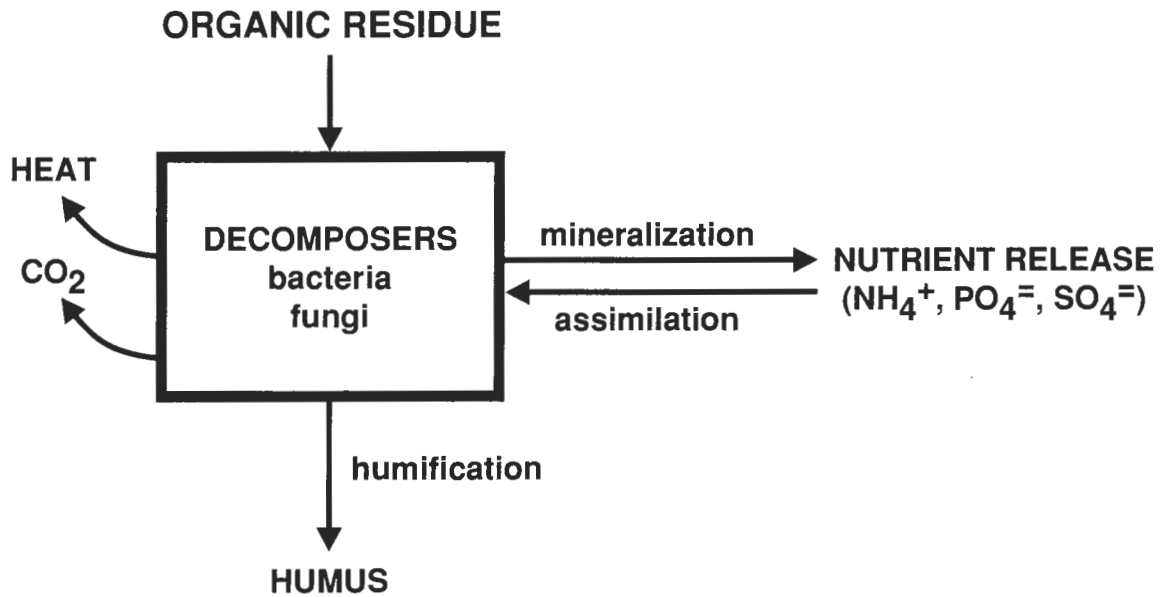 ORGANIC RESIDUE
HEAT
CO₂
DECOMPOSERS
bacteria
fungi
mineralization
assimilation
NUTRIENT RELEASE
(NH₄⁺, PO₄⁼, SO₄⁼)
humification
HUMUS